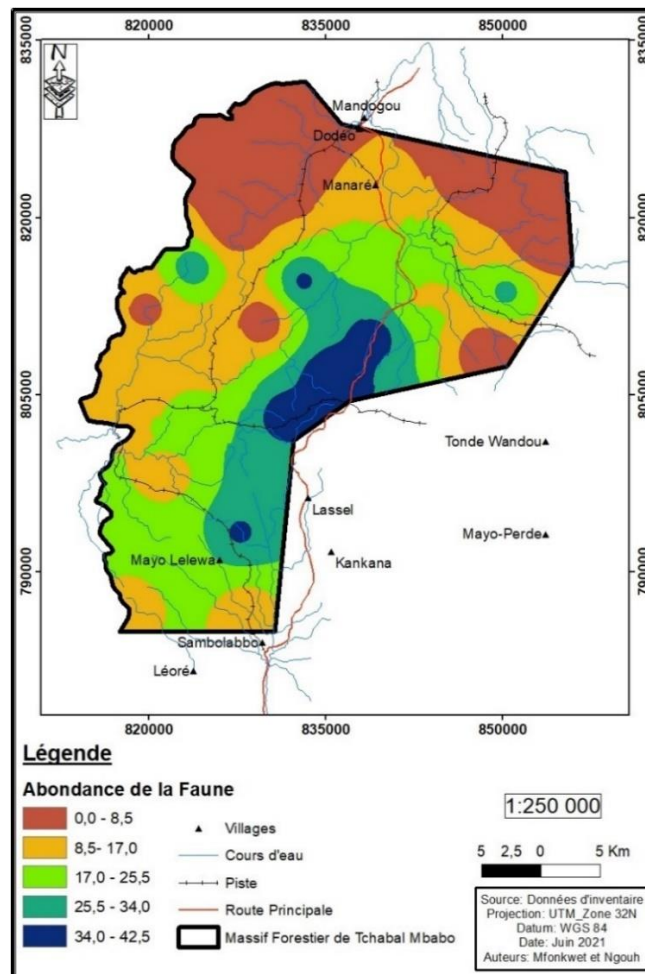 820000 835000 850000
835000 835000
N
Mandogou
Dodéo
Manaré
820000 820000
805000 805000
Tonde Wandou
Lassel
Mayo-Perde
Kankana
Mayo Lelewa
790000 790000
Sambolabbo
Léoré
820000 835000 850000
Légende
Abondance de la Faune
0,0 - 8,5
8,5- 17,0
17,0 - 25,5
25,5 - 34,0
34,0 - 42,5
Villages
Cours d'eau
Piste
Route Principale
Massif Forestier de Tchabal Mbabo
1:250 000
5 2,5 0 5 Km
Source: Données d'inventaire
Projection: UTM_Zone 32N
Datum: WGS 84
Date: Juin 2021
Auteurs: Mfonkwet et Ngouh